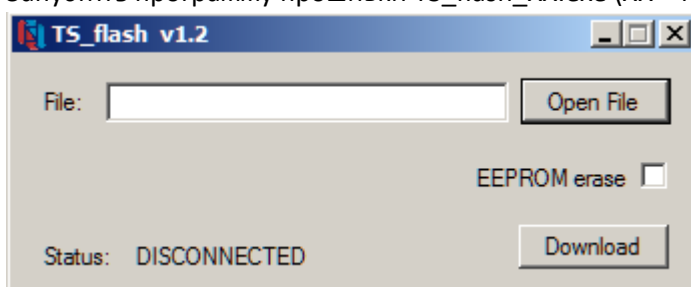 TS_flash v1.2
File:
Open File
EEPROM erase
Status: DISCONNECTED
Download